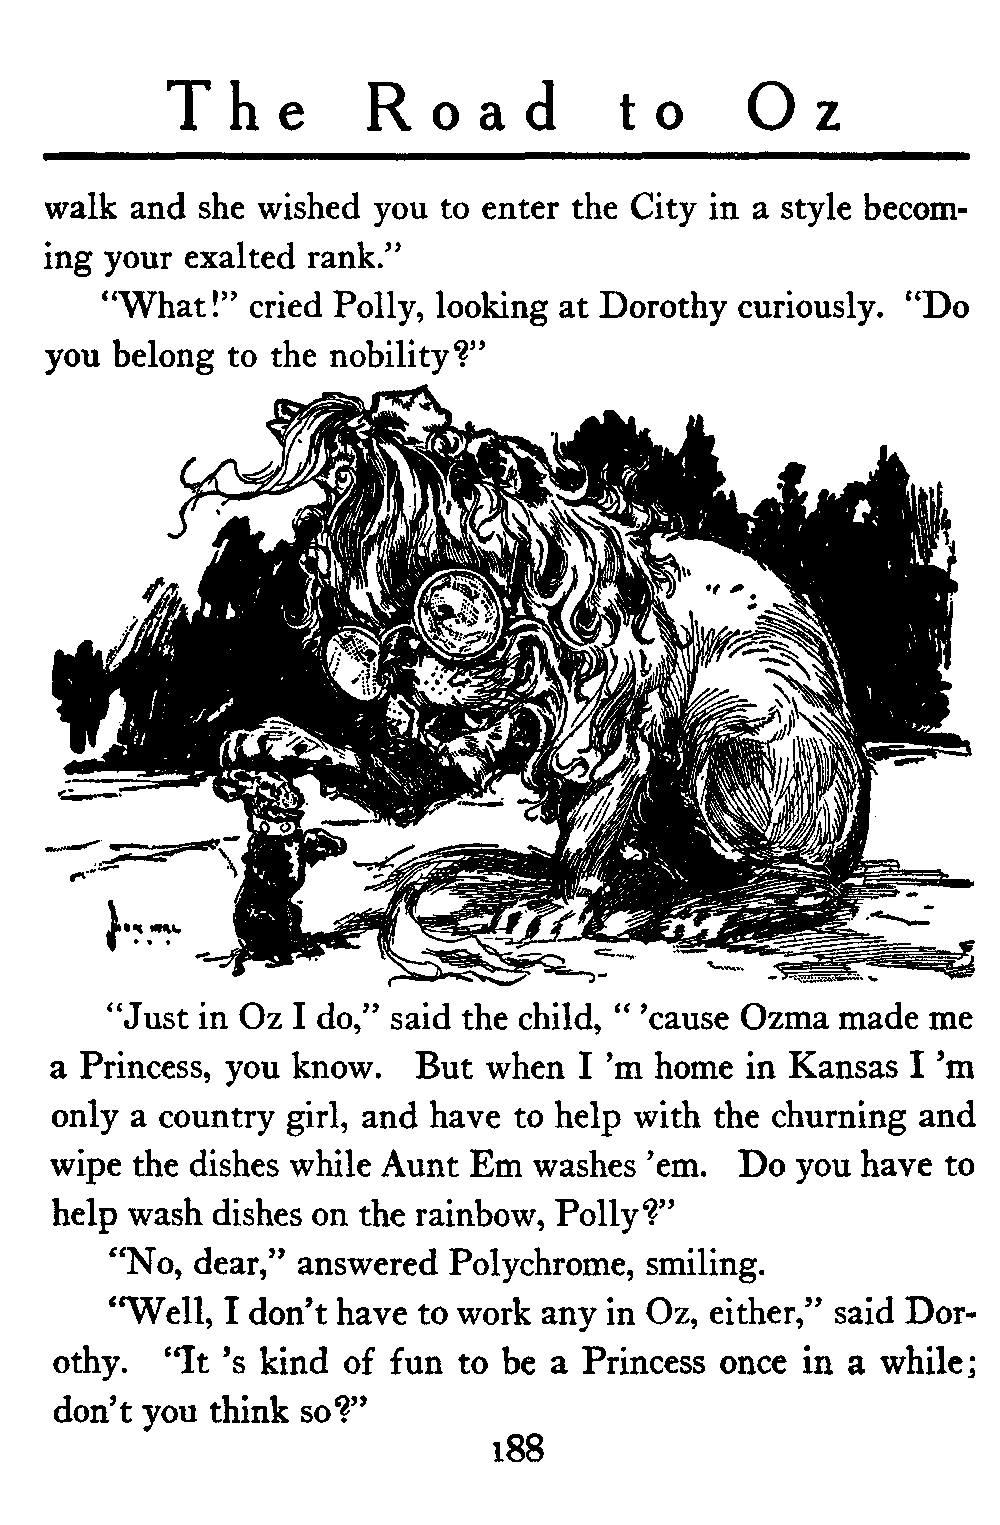 The Road to Oz
walk and she wished you to enter the City in a style becom-
ing your exalted rank.”
“What!” cried Polly, looking at Dorothy curiously. “Do
you belong to the nobility?”
“Just in Oz I do,” said the child, “ ’cause Ozma made me
a Princess, you know. But when I ’m home in Kansas I ’m
only a country girl, and have to help with the churning and
wipe the dishes while Aunt Em washes ’em. Do you have to
help wash dishes on the rainbow, Polly?”
“No, dear,” answered Polychrome, smiling.
“Well, I don’t have to work any in Oz, either,” said Dor-
othy. “It ’s kind of fun to be a Princess once in a while;
don’t you think so?”
188